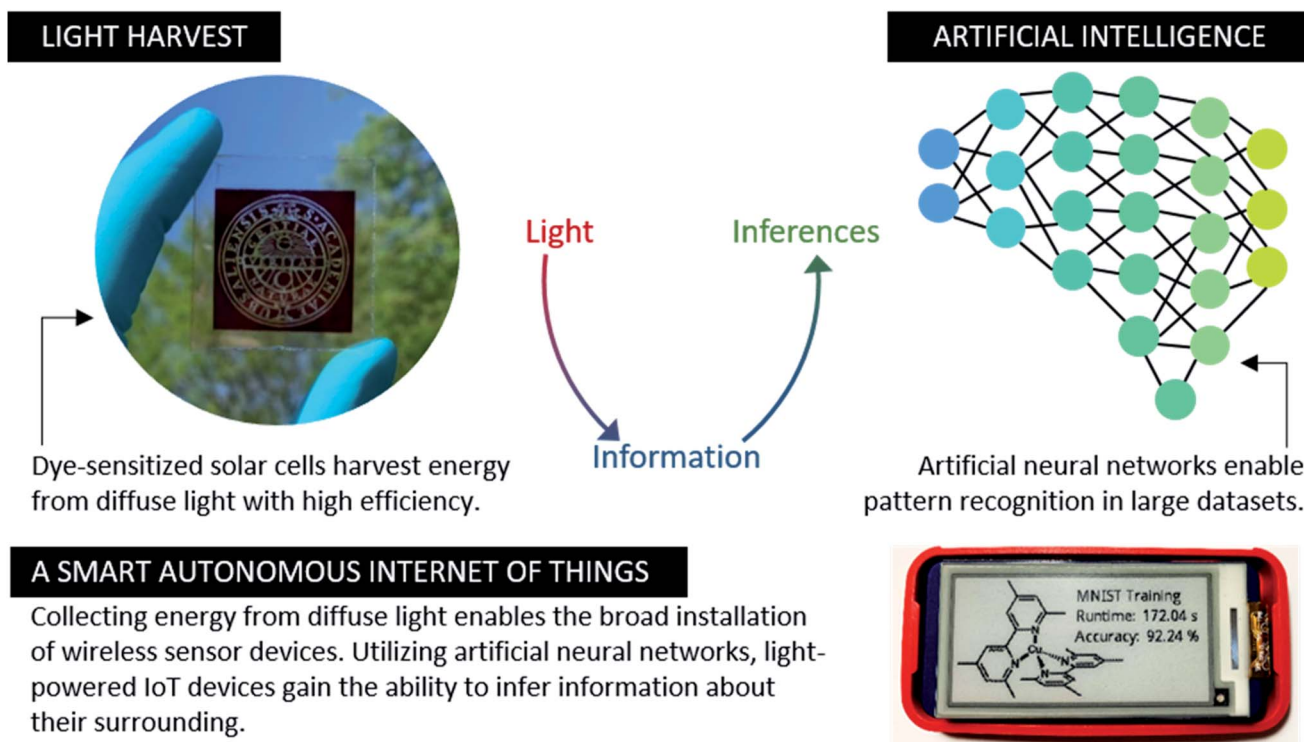 LIGHT HARVEST
ARTIFICIAL INTELLIGENCE
Light
Inferences
Information
Dye-sensitized solar cells harvest energy
from diffuse light with high efficiency.
Artificial neural networks enable
pattern recognition in large datasets.
A SMART AUTONOMOUS INTERNET OF THINGS
Collecting energy from diffuse light enables the broad installation
of wireless sensor devices. Utilizing artificial neural networks, light-
powered IoT devices gain the ability to infer information about
their surrounding.
MNIST Training
Runtime: 172.04 s
Accuracy: 92.24 %
N
N
Cu
N
N